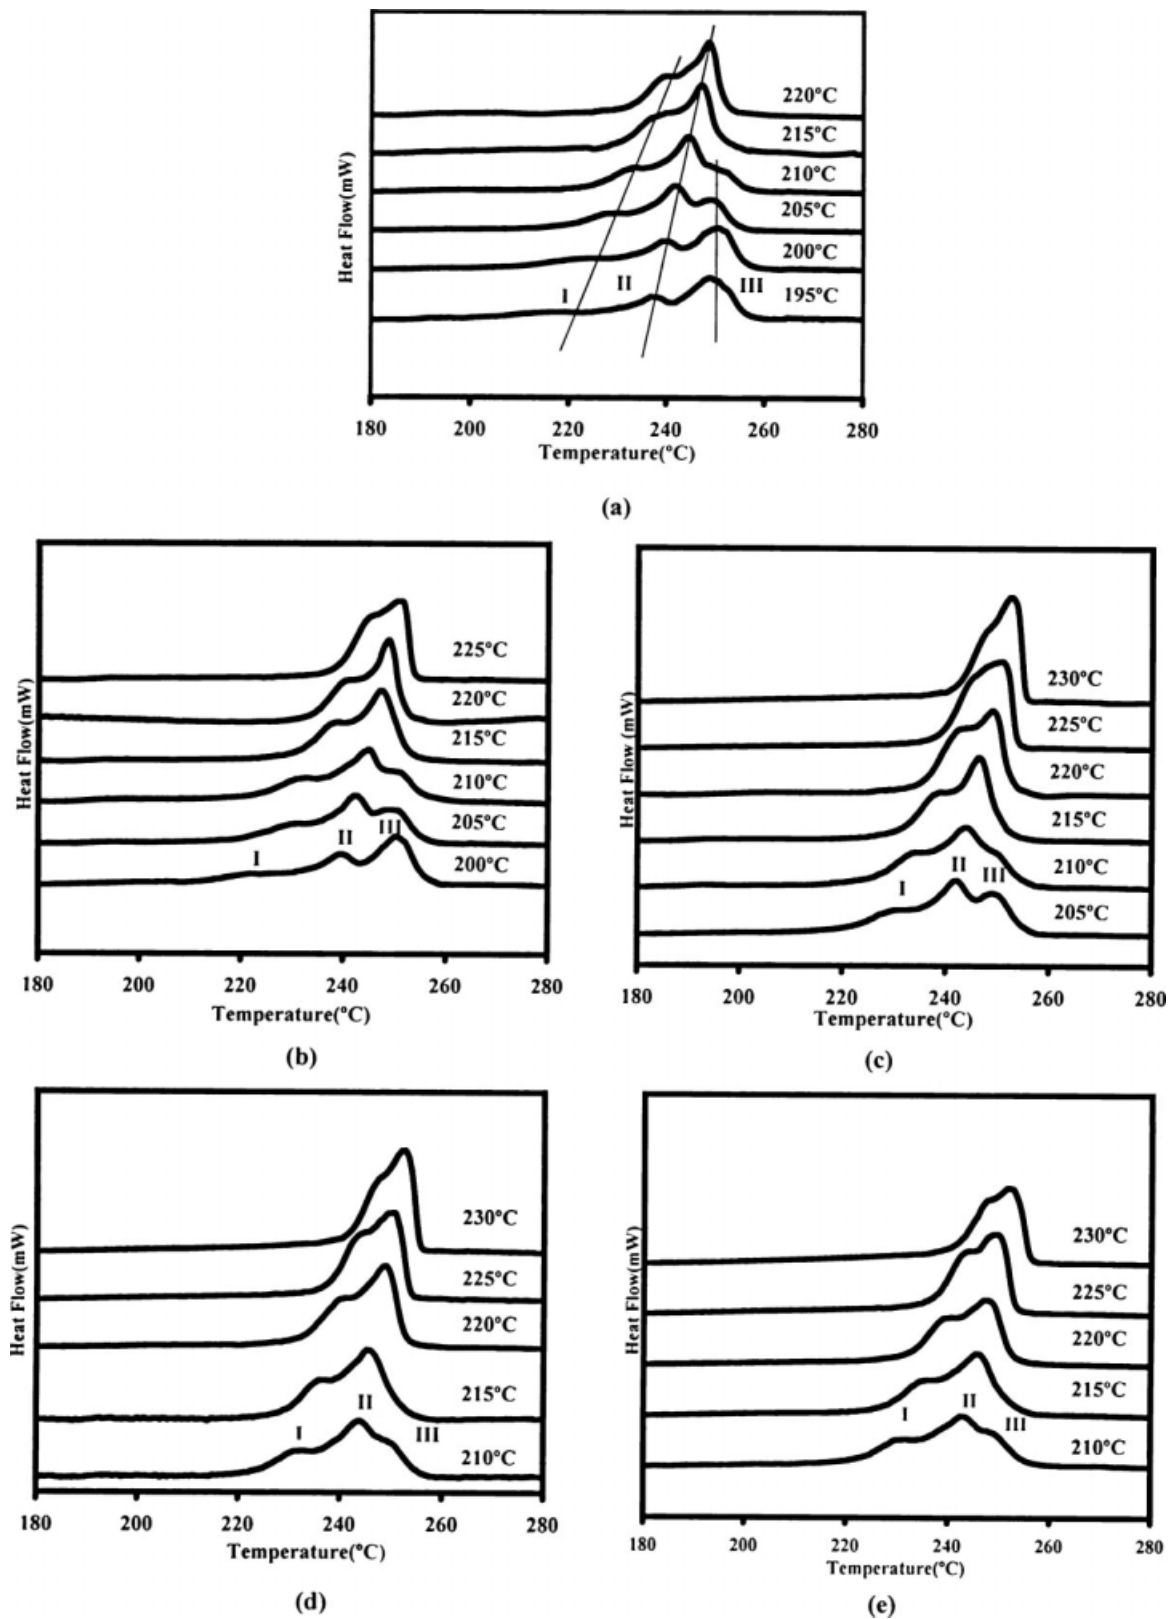 220°C
215°C
210°C
205°C
200°C
195°C
I
II
III
Heat Flow(mW)
180 200 220 240 260 280
Temperature(°C)
(a)
225°C
220°C
215°C
210°C
205°C
200°C
I
II
III
Heat Flow(mW)
180 200 220 240 260 280
Temperature(°C)
(b)
230°C
225°C
220°C
215°C
210°C
205°C
I
II
III
Heat Flow (mW)
180 200 220 240 260 280
Temperature(°C)
(c)
230°C
225°C
220°C
215°C
210°C
I
II
III
Heat Flow(mW)
180 200 220 240 260 280
Temperature(°C)
(d)
230°C
225°C
220°C
215°C
210°C
I
II
III
Heat Flow(mW)
180 200 220 240 260 280
Temperature(°C)
(e)